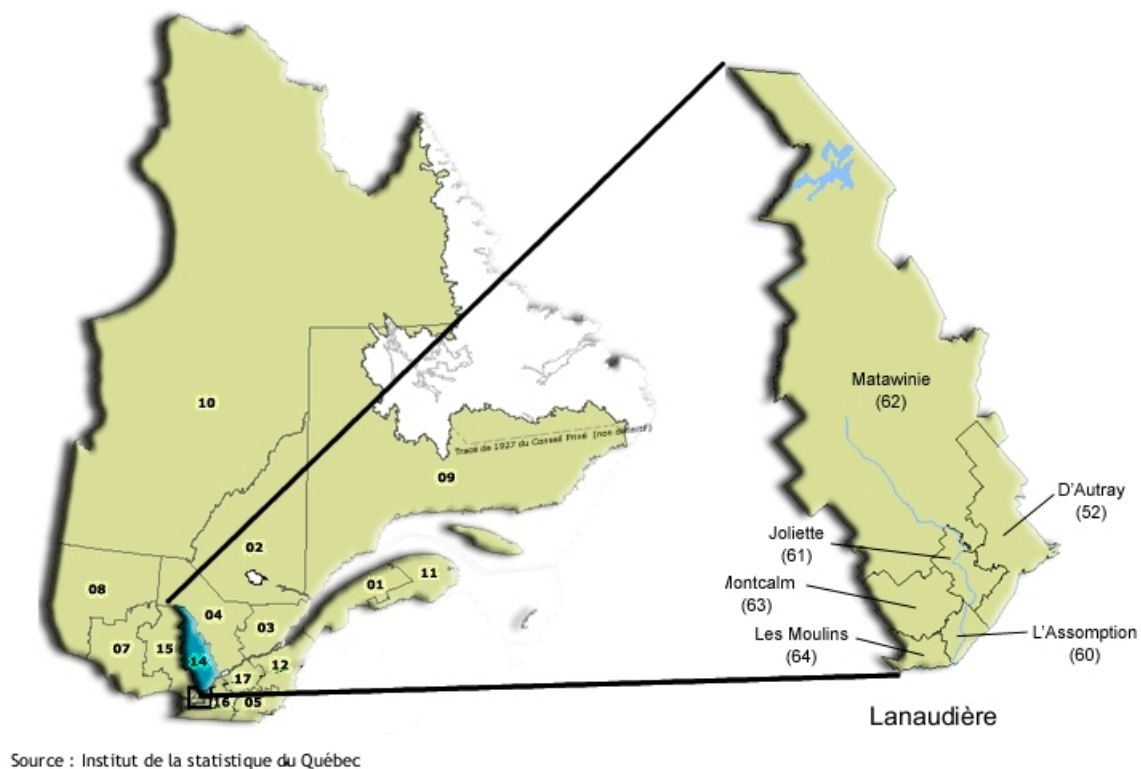 10
Tracé de 1927 du Conseil Privé (non définitif)
09
02
08
01
11
04
03
07
15
14
12
17
16
05
Matawinie
(62)
D'Autray
(52)
Joliette
(61)
Montcalm
(63)
Les Moulins
(64)
L'Assomption
(60)
Lanaudière
Source : Institut de la statistique du Québec